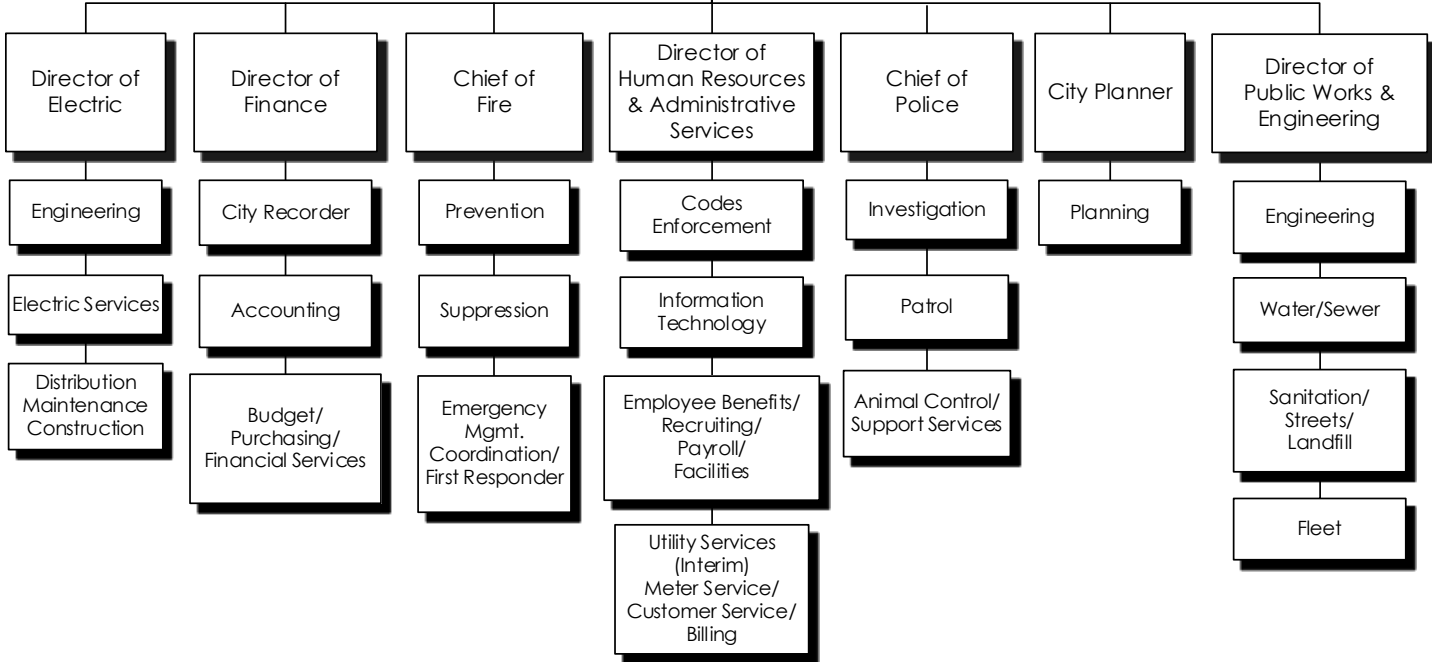 Director of
Electric
Director of
Finance
Chief of
Fire
Director of
Human Resources
& Administrative
Services
Chief of
Police
City Planner
Director of
Public Works &
Engineering
Engineering
City Recorder
Prevention
Codes
Enforcement
Investigation
Planning
Engineering
Electric Services
Accounting
Suppression
Information
Technology
Patrol
Water/Sewer
Distribution
Maintenance
Construction
Budget/
Purchasing/
Financial Services
Emergency
Mgmt.
Coordination/
First Responder
Employee Benefits/
Recruiting/
Payroll/
Facilities
Animal Control/
Support Services
Sanitation/
Streets/
Landfill
Utility Services
(Interim)
Meter Service/
Customer Service/
Billing
Fleet